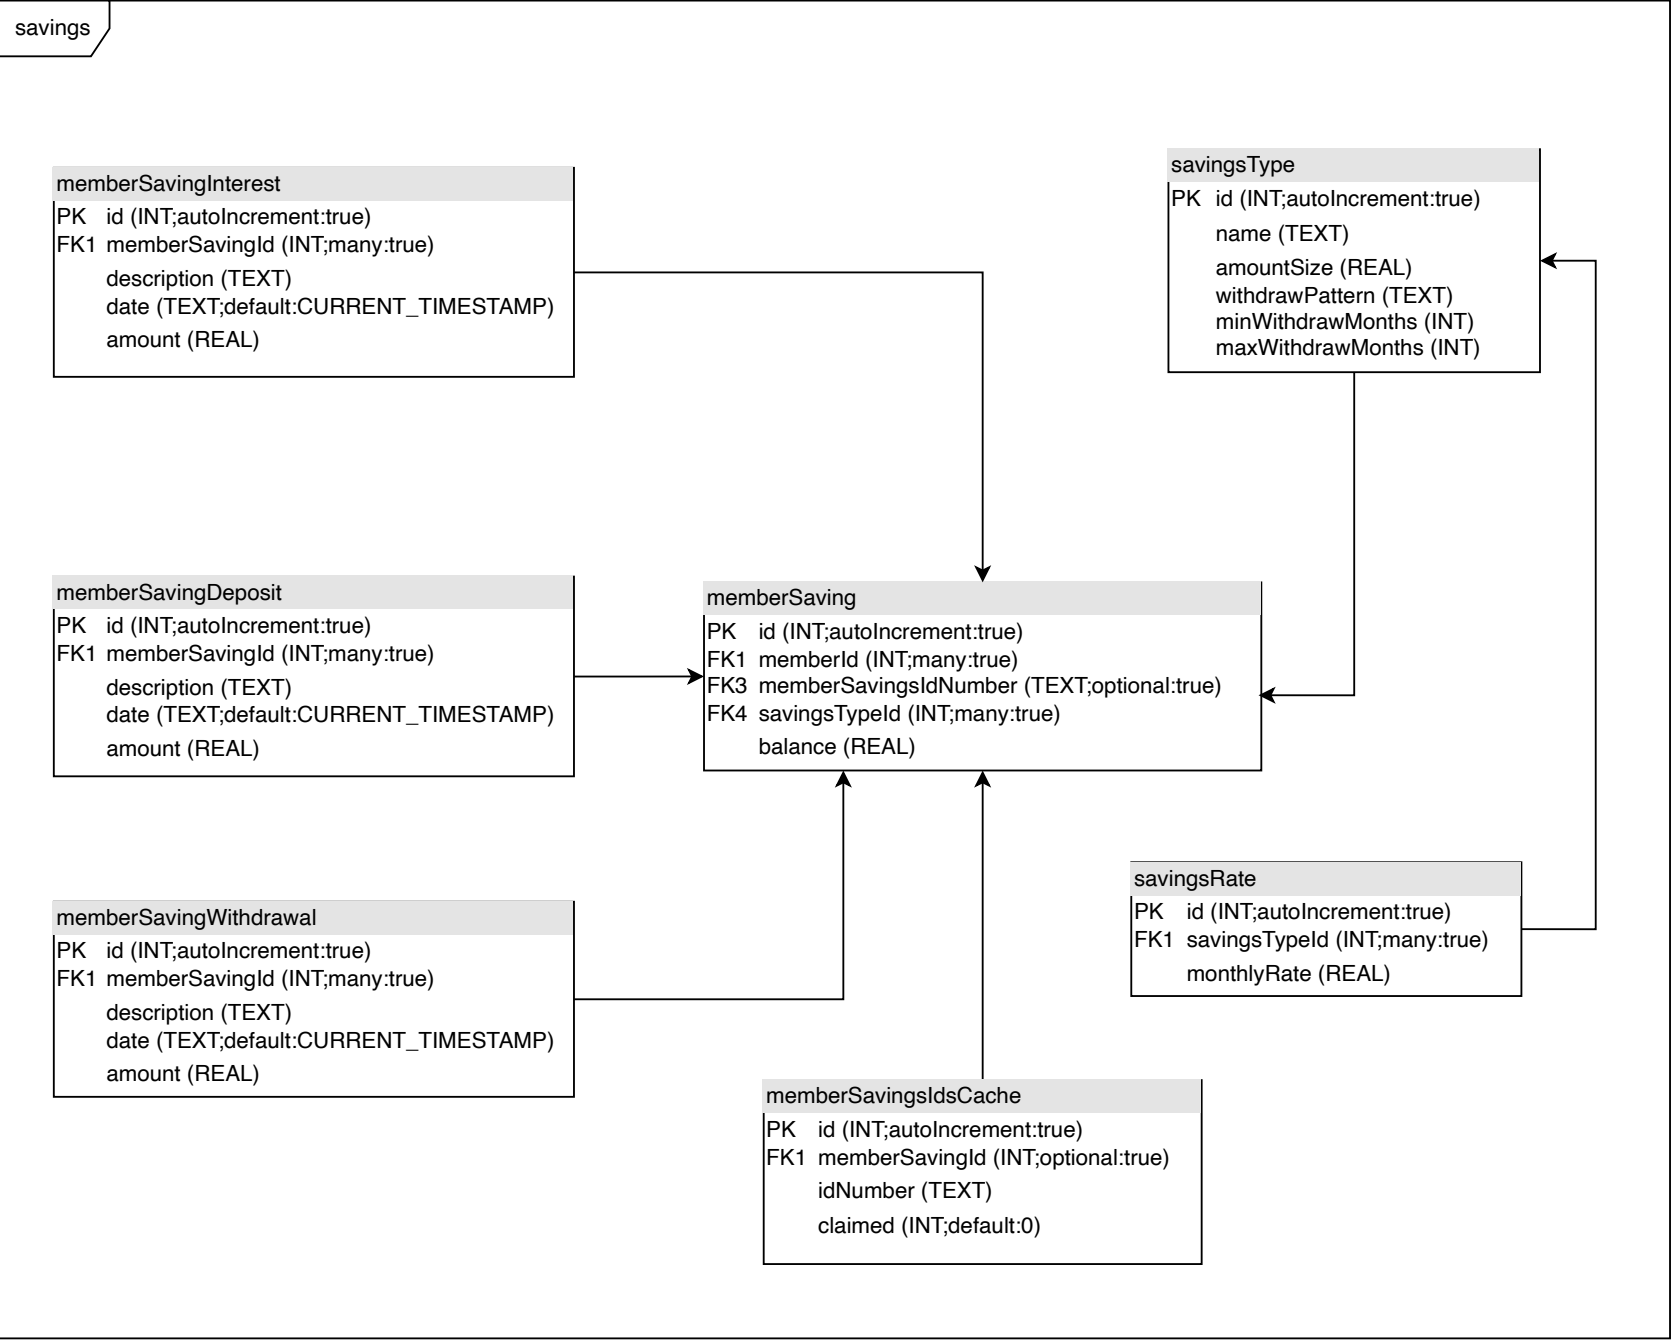 savings
memberSavingInterest
PK id (INT;autoIncrement:true)
FK1 memberSavingId (INT;many:true)
description (TEXT)
date (TEXT;default:CURRENT_TIMESTAMP)
amount (REAL)
savingsType
PK id (INT;autoIncrement:true)
name (TEXT)
amountSize (REAL)
withdrawPattern (TEXT)
minWithdrawMonths (INT)
maxWithdrawMonths (INT)
memberSavingDeposit
PK id (INT;autoIncrement:true)
FK1 memberSavingId (INT;many:true)
description (TEXT)
date (TEXT;default:CURRENT_TIMESTAMP)
amount (REAL)
memberSaving
PK id (INT;autoIncrement:true)
FK1 memberId (INT;many:true)
FK3 memberSavingsIdNumber (TEXT;optional:true)
FK4 savingsTypeId (INT;many:true)
balance (REAL)
memberSavingWithdrawal
PK id (INT;autoIncrement:true)
FK1 memberSavingId (INT;many:true)
description (TEXT)
date (TEXT;default:CURRENT_TIMESTAMP)
amount (REAL)
savingsRate
PK id (INT;autoIncrement:true)
FK1 savingsTypeId (INT;many:true)
monthlyRate (REAL)
memberSavingsIdsCache
PK id (INT;autoIncrement:true)
FK1 memberSavingId (INT;optional:true)
idNumber (TEXT)
claimed (INT;default:0)